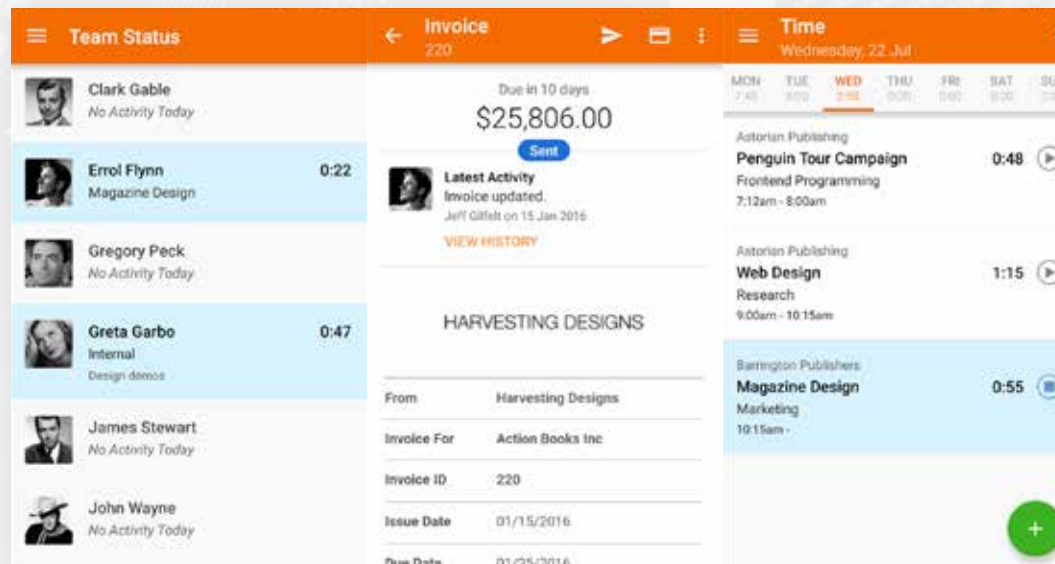 Team Status
Clark Gable
No Activity Today
Errol Flynn
0:22
Magazine Design
Gregory Peck
No Activity Today
Greta Garbo
0:47
Internal
Design demos
James Stewart
No Activity Today
John Wayne
No Activity Today
Invoice
220
Due in 10 days
$25,806.00
Sent
Latest Activity
Invoice updated.
Jeff Gilfelt on 15 Jan 2016
VIEW HISTORY
HARVESTING DESIGNS
From Harvesting Designs
Invoice For Action Books Inc
Invoice ID 220
Issue Date 01/15/2016
Due Date 01/25/2016
Time
Wednesday, 22 Jul
MON TUE WED THU FRI SAT SU
Astorian Publishing
Penguin Tour Campaign 0:48
Frontend Programming
7:12am - 8:00am
Astorian Publishing
Web Design 1:15
Research
9:00am - 10:15am
Barrington Publishers
Magazine Design 0:55
Marketing
10:15am -
+